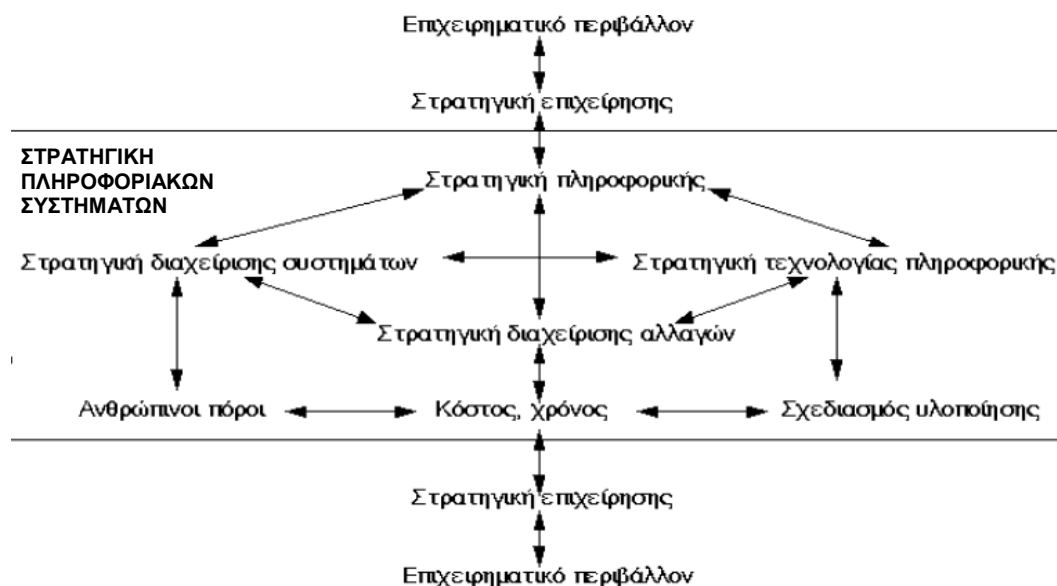 Επιχειρηματικό περιβάλλον
Στρατηγική επιχείρησης
ΣΤΡΑΤΗΓΙΚΗ
ΠΛΗΡΟΦΟΡΙΑΚΩΝ
ΣΥΣΤΗΜΑΤΩΝ
Στρατηγική πληροφορικής
Στρατηγική διαχείρισης συστημάτων
Στρατηγική τεχνολογίας πληροφορικής
Στρατηγική διαχείρισης αλλαγών
Ανθρώπινοι πόροι
Κόστος, χρόνος
Σχεδιασμός υλοποίησης
Στρατηγική επιχείρησης
Επιχειρηματικό περιβάλλον